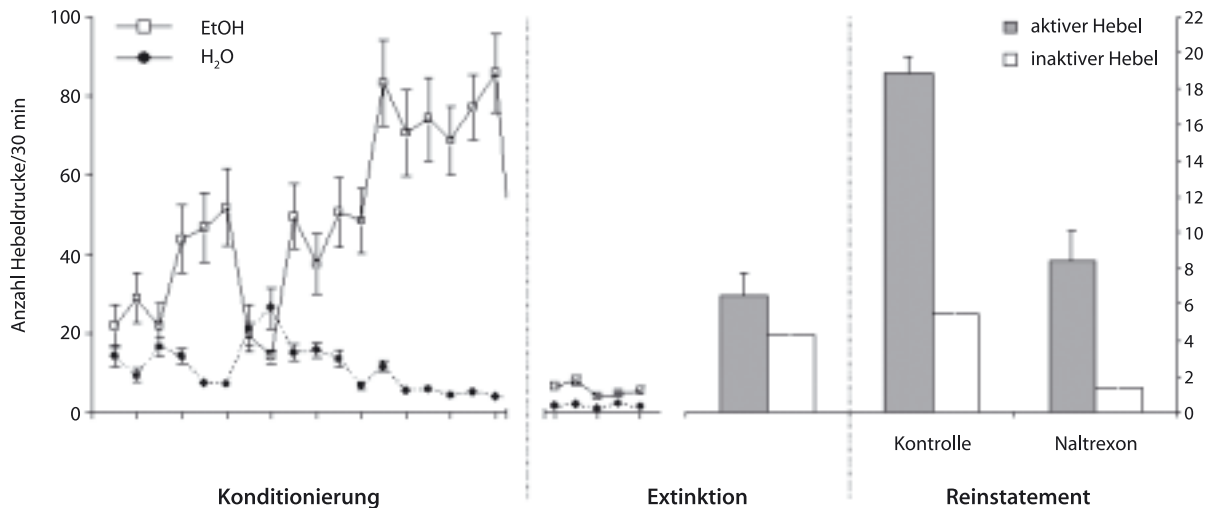 Anzahl Hebeldrucke/30 min
100
80
60
40
20
0
EtOH
H₂O
aktiver Hebel
inaktiver Hebel
22
20
18
16
14
12
10
8
6
4
2
0
Kontrolle
Naltrexon
Konditionierung
Extinktion
Reinstatement